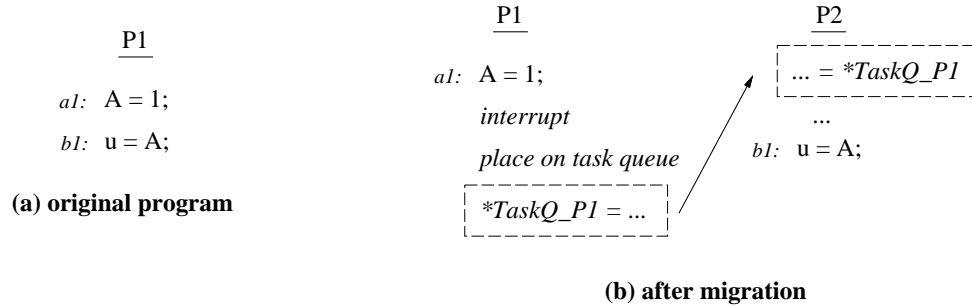 P1
a1: A = 1;
b1: u = A;
(a) original program
P1
a1: A = 1;
interrupt
place on task queue
*TaskQ_P1 = ...
P2
... = *TaskQ_P1
...
b1: u = A;
(b) after migration